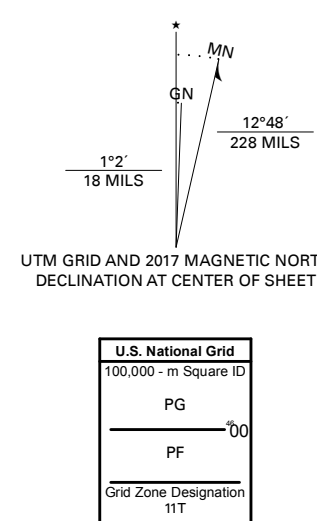 ★
MN
GN
1°2´
18 MILS
12°48´
228 MILS
UTM GRID AND 2017 MAGNETIC NORT
DECLINATION AT CENTER OF SHEET
U.S. National Grid
100,000 - m Square ID
PG
4600
PF
Grid Zone Designation
11T